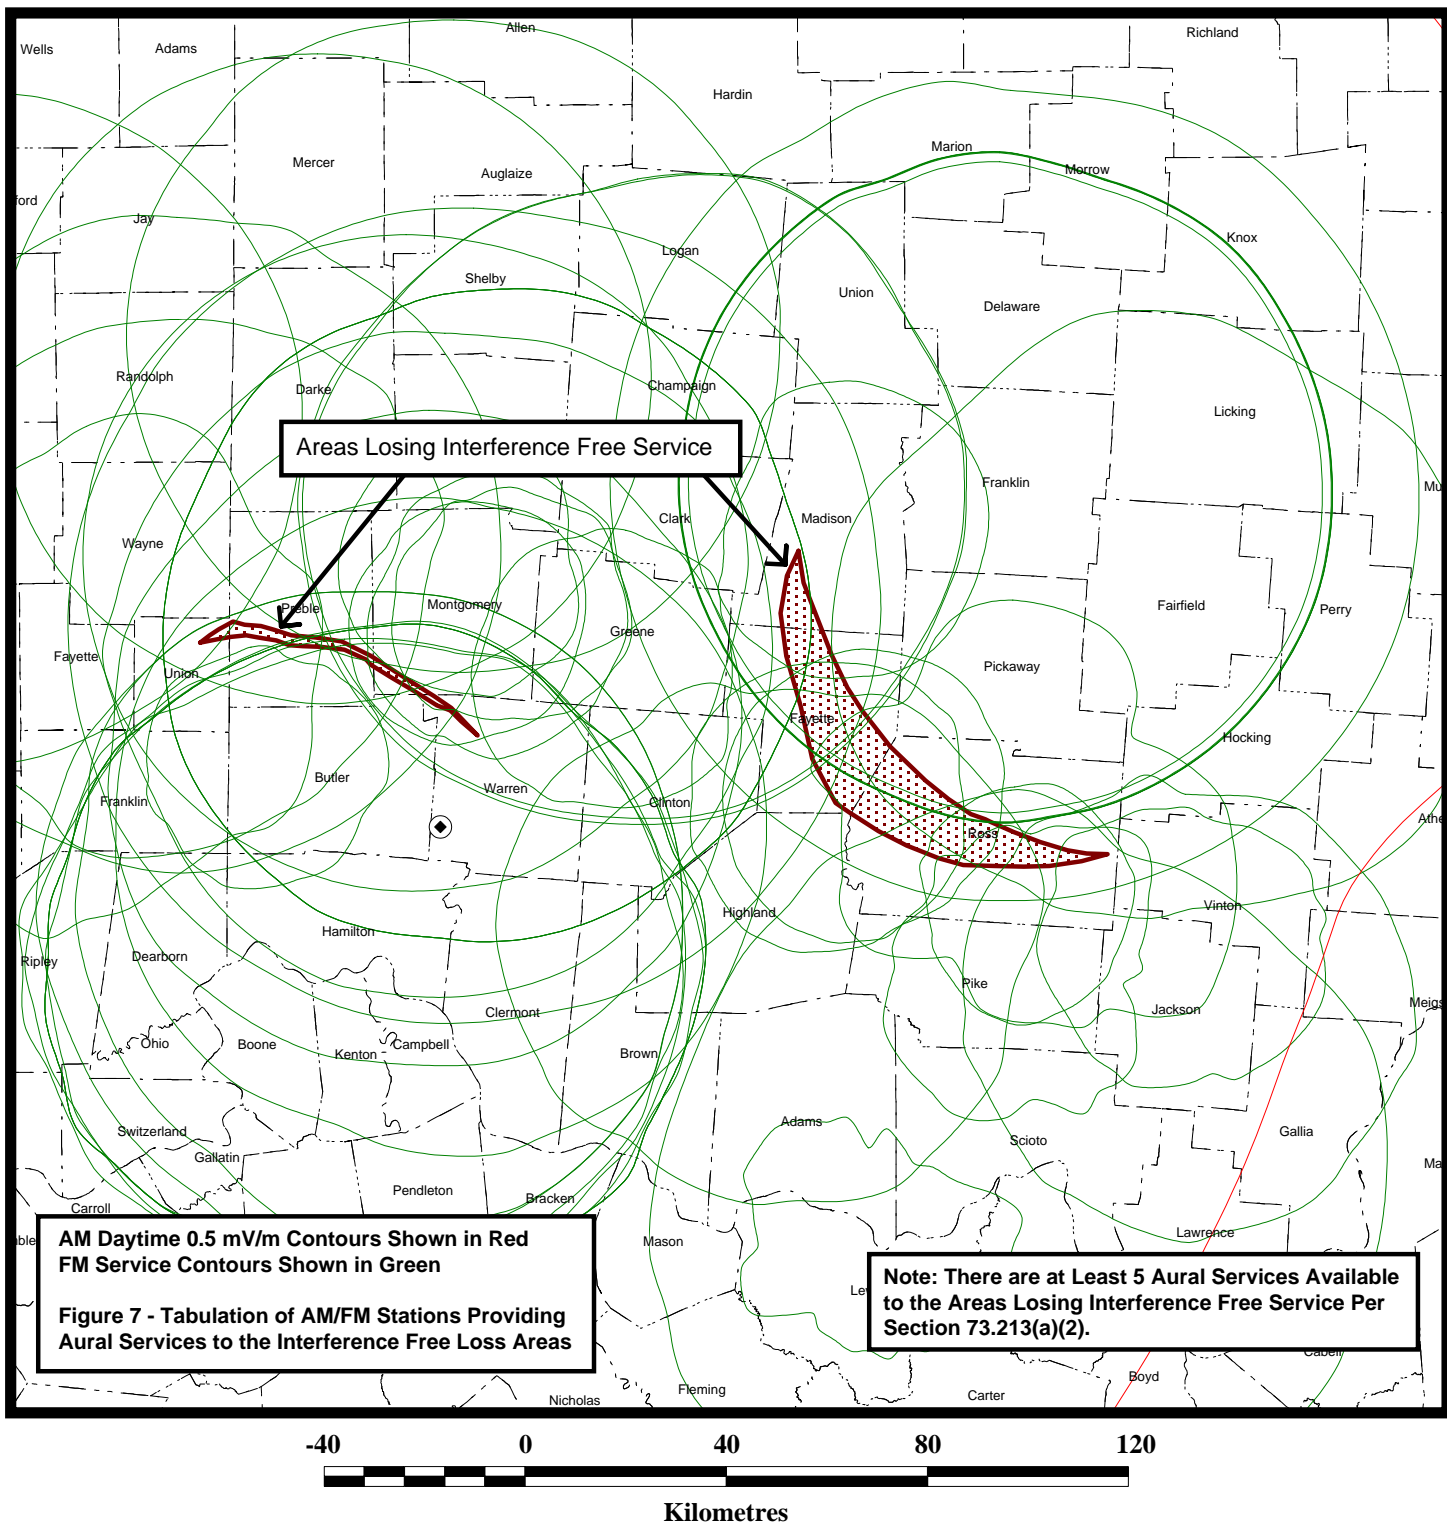 Allen
Richland
Wells
Adams
Hardin
Marion
Morrow
Mercer
Auglaize
ford
Jay
Knox
Logan
Shelby
Union
Delaware
Randolph
Darke
Champaign
Licking
Areas Losing Interference Free Service
Franklin
Mu
Clark
Madison
Wayne
Preble
Montgomery
Fairfield
Perry
Greene
Fayette
Union
Pickaway
Fayette
Hocking
Butler
Warren
Franklin
Clinton
Athe
Ross
Highland
Vinton
Hamilton
Dearborn
Ripley
Pike
Meigs
Clermont
Jackson
Ohio
Boone
Kenton
Campbell
Brown
Adams
Switzerland
Scioto
Gallia
Gallatin
Ma
Pendleton
Bracken
Carroll
Lawrence
ble
Mason
AM Daytime 0.5 mV/m Contours Shown in Red
FM Service Contours Shown in Green
Figure 7 - Tabulation of AM/FM Stations Providing
Aural Services to the Interference Free Loss Areas
Le
Note: There are at Least 5 Aural Services Available
to the Areas Losing Interference Free Service Per
Section 73.213(a)(2).
Cabell
Boyd
Fleming
Carter
Nicholas
-40 0 40 80 120
Kilometres